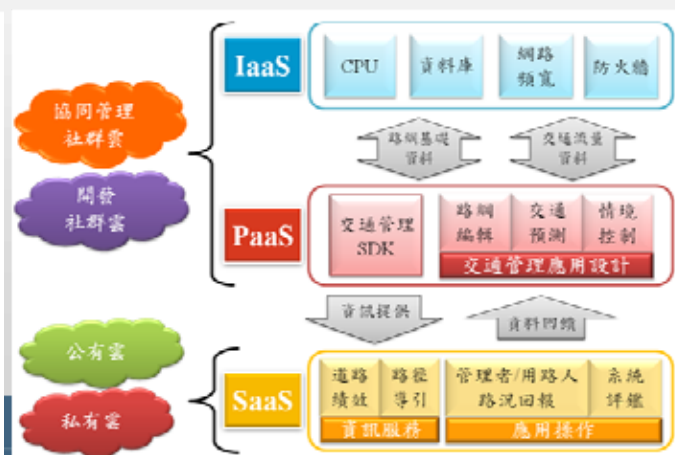 協同管理
社群雲
開發
社群雲
公有雲
私有雲
IaaS
CPU
資料庫
網路
頻寬
防火牆
路網基礎
資料
交通流量
資料
PaaS
交通管理
SDK
路網
編輯
交通
預測
情境
控制
交通管理應用設計
資訊提供
資料回饋
SaaS
道路
績效
路徑
導引
資訊服務
管理者/用路人
路況回報
系統
評鑑
應用操作